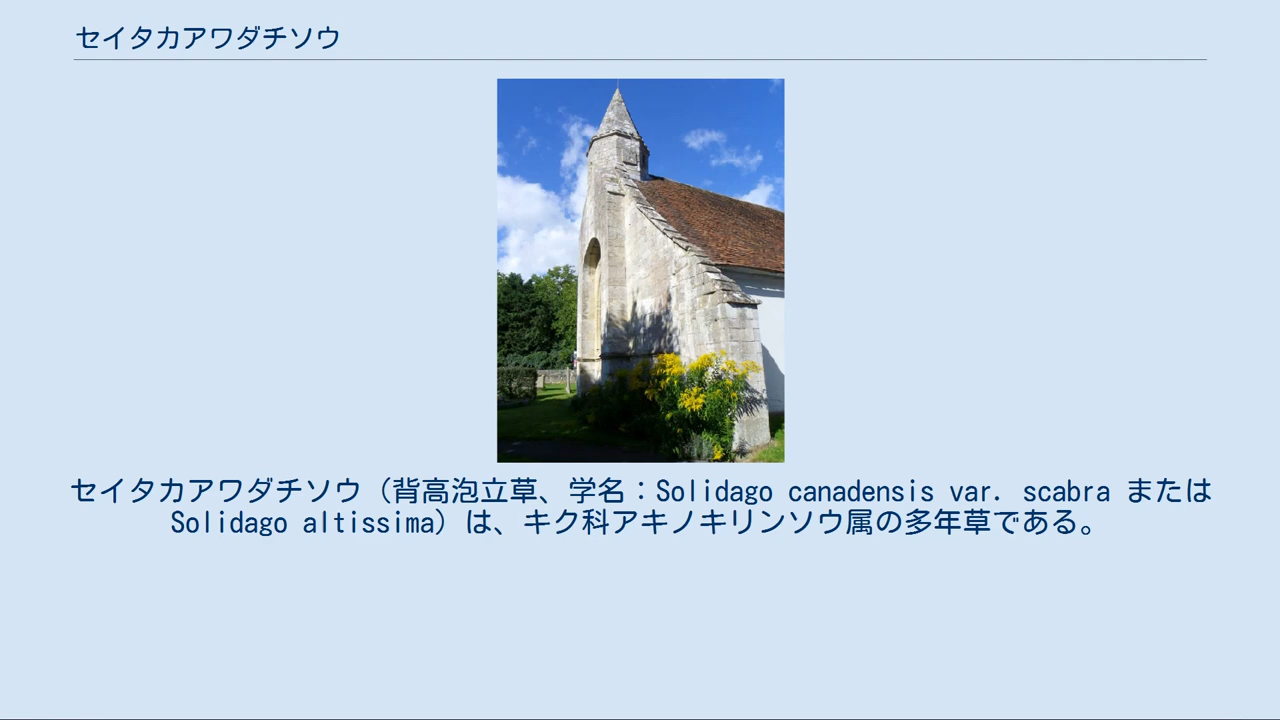 セイタカアワダチソウ
セイタカアワダチソウ（背高泡立草、学名：Solidago canadensis var. scabra または
Solidago altissima）は、キク科アキノキリンソウ属の多年草である。